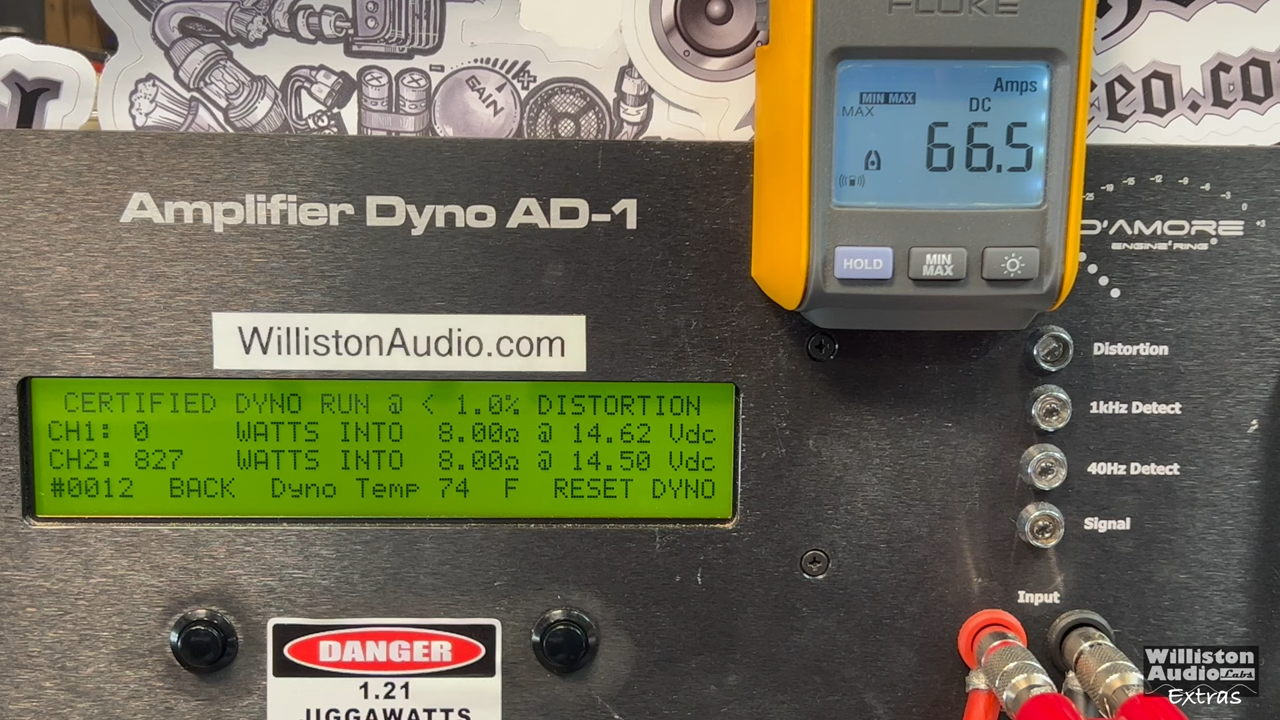 FLUKE
GAIN
eo.co
Amps
MIN MAX
MAX
DC
66.5
HOLD
MIN
MAX
Amplifier Dyno AD-1
D'AMORE
ENGINEERING
WillistonAudio.com
CERTIFIED DYNO RUN @ < 1.0% DISTORTION
CH1: 0 WATTS INTO 8.00Ω @ 14.62 Vdc
CH2: 827 WATTS INTO 8.00Ω @ 14.50 Vdc
#0012 BACK Dyno Temp 74 F RESET DYNO
Distortion
1kHz Detect
40Hz Detect
Signal
Input
DANGER
1.21
JIGGAWATTS
Williston
Audio Labs
Extras